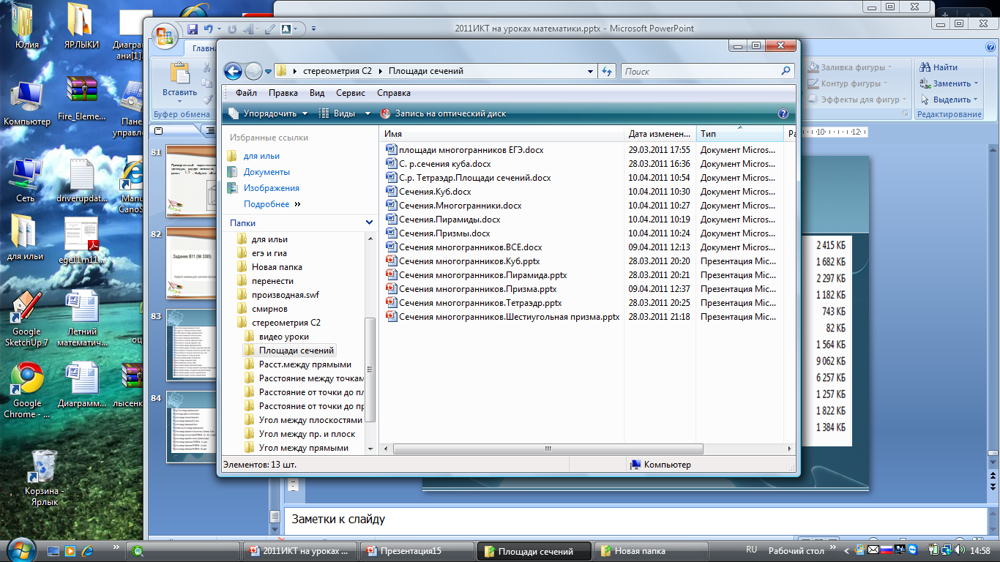 Юлия
ЯРЛЫКИ
Диаграм...
ани[1]....
Компьютер
Fire_Eleme...
Сеть
driverupdat...
Manu
CanoS
для ильи
ege11m11...
Google
SketchUp 7
Летний
математич...
Google
Chrome - ...
Диаграмм...
лысенк
Корзина -
Ярлык
2011ИКТ на уроках математики.pptx - Microsoft PowerPoint
Вставить
Буфер обмена
Заливка фигуры
Контур фигуры
Эффекты для фигур
Найти
Заменить
Выделить
Редактирование
10 12
81
82
Задание B11 (№ 3385)
83
84
стереометрия C2 Площади сечений
Поиск
Файл Правка Вид Сервис Справка
Упорядочить Виды Запись на оптический диск
Избранные ссылки
для ильи
Документы
Изображения
Подробнее »
Папки
для ильи
егэ и гиа
Новая папка
перенести
производная.swf
смирнов
стереометрия C2
видео уроки
Площади сечений
Расст.между прямыми
Расстояние между точкам
Расстояние от точки до пл
Расстояние от точки до пр
Угол между плоскостями
Угол между пр. и плоск
Угол между прямыми
Имя Дата изменен... Тип Ра
площади многогранников ЕГЭ.docx 29.03.2011 17:55 Документ Micros...
С. р.сечения куба.docx 28.03.2011 16:36 Документ Micros...
С.р. Тетраэдр.Площади сечений.docx 10.04.2011 10:54 Документ Micros...
Сечения.Куб.docx 10.04.2011 10:30 Документ Micros...
Сечения.Многогранники.docx 10.04.2011 10:27 Документ Micros...
Сечения.Пирамиды.docx 10.04.2011 10:19 Документ Micros...
Сечения.Призмы.docx 10.04.2011 10:24 Документ Micros...
Сечения многогранников.ВСЕ.docx 09.04.2011 12:13 Документ Micros...
Сечения многогранников.Куб.pptx 28.03.2011 20:20 Презентация Mic...
Сечения многогранников.Пирамида.pptx 28.03.2011 20:21 Презентация Mic...
Сечения многогранников.Призма.pptx 09.04.2011 12:37 Презентация Mic...
Сечения многогранников.Тетраэдр.pptx 28.03.2011 20:25 Презентация Mic...
Сечения многогранников.Шестиугольная призма.pptx 28.03.2011 21:18 Презентация Mic...
Элементов: 13 шт.
Компьютер
2 415 КБ
1 682 КБ
2 297 КБ
1 182 КБ
743 КБ
82 КБ
1 564 КБ
9 062 КБ
6 257 КБ
1 257 КБ
1 822 КБ
1 384 КБ
Заметки к слайду
2011ИКТ на уроках ...
Презентация15
Площади сечений
Новая папка
RU
Рабочий стол
14:58